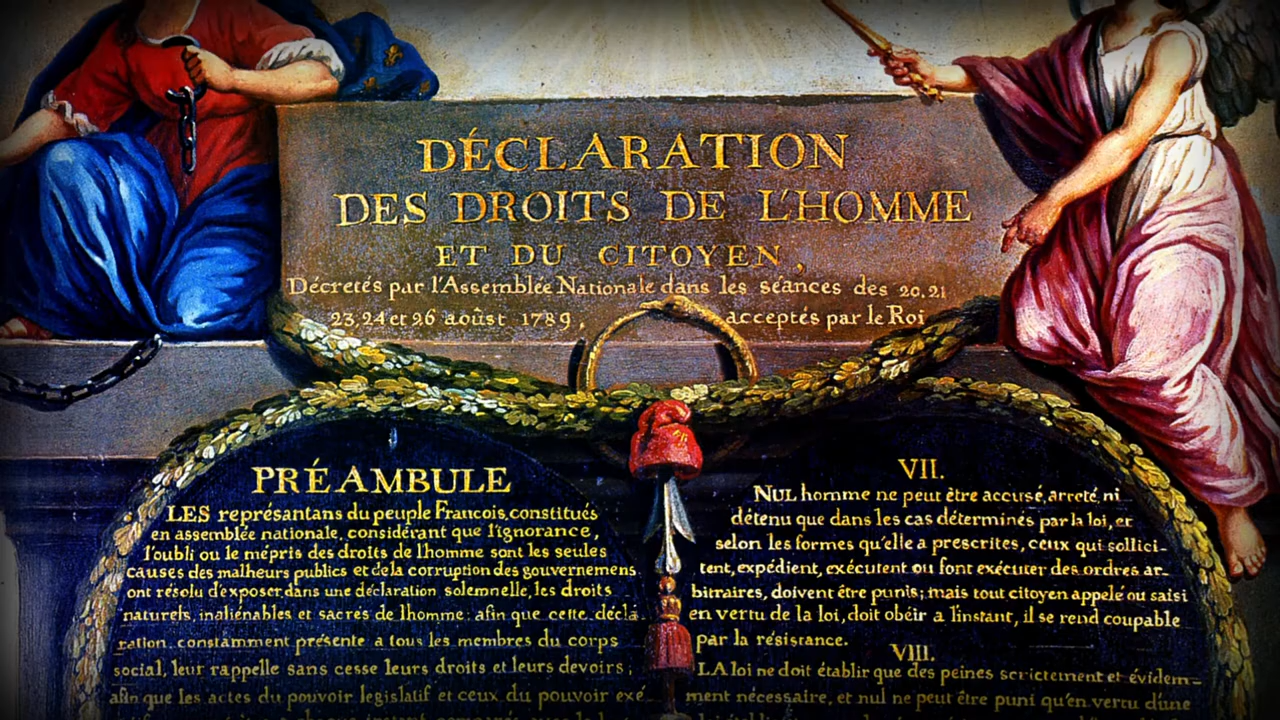 DÉCLARATION
DES DROITS DE L'HOMME
ET DU CITOYEN,
Décretés par l'Assemblée Nationale dans les séances des 20.21
23.24 et 26 aoûst 1789, acceptés par le Roi
PRÉAMBULE
LES représantans du peuple Francois, constitués
en assemblée nationale, considérant que l'ignorance,
l'oubli ou le mépris des droits de lhomme sont les seules
causes des malheurs publics et de la corruption des gouvernemens
ont résolu d'exposer dans une déclaration solemnelle, les droits
naturels, inaliénables et sacrés de lhomme: afin que cette décla-
ration, constamment présente a tous les membres du corps
social, leur rappelle sans cesse leurs droits et leurs devoirs;
afin que les actes du pouvoir legislatif et ceux du pouvoir exé-
VII.
NUL homme ne peut être accusé, arreté, ni
détenu que dans les cas déterminés par la loi, et
selon les formes qu'elle a prescrites, ceux qui sollici-
tent, expédient, exécutent ou font exécuter des ordres ar-
bitraires, doivent être punis; mais tout citoyen appelé ou saisi
en vertu de la loi, doit obéir a l'instant, il se rend coupable
par la résistance.
VIII.
LA loi ne doit établir que des peines scrictement et évidem-
ment nécessaire, et nul ne peut être puni qu'en vertu d'une